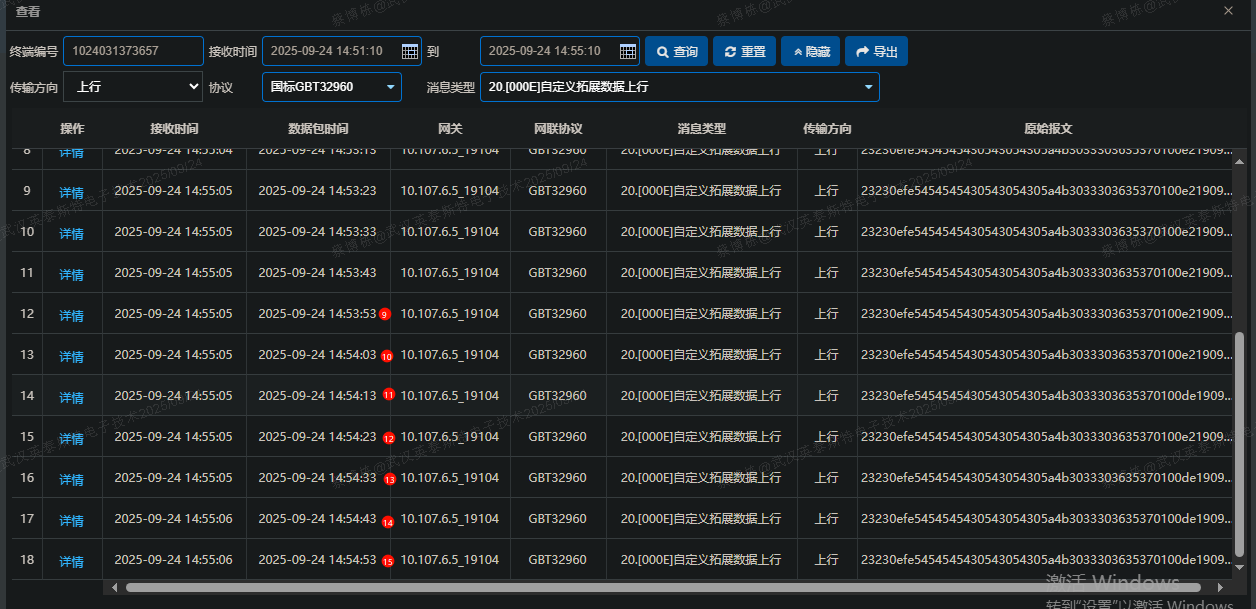 查看
终端编号 1024031373657 接收时间 2025-09-24 14:51:10 到 2025-09-24 14:55:10 查询 重置 隐藏 导出
传输方向 上行 协议 国标GBT32960 消息类型 20.[000E]自定义拓展数据上行
操作 接收时间 数据包时间 网关 网联协议 消息类型 传输方向 原始报文
8 详情 2025-09-24 14:55:04 2025-09-24 14:53:13 10.107.6.5_19104 GBT32960 20.[000E]自定义拓展数据上行 上行 23230efe5454545430543054305a4b3033303635370100e21909...
9 详情 2025-09-24 14:55:05 2025-09-24 14:53:23 10.107.6.5_19104 GBT32960 20.[000E]自定义拓展数据上行 上行 23230efe5454545430543054305a4b3033303635370100e21909...
10 详情 2025-09-24 14:55:05 2025-09-24 14:53:33 10.107.6.5_19104 GBT32960 20.[000E]自定义拓展数据上行 上行 23230efe5454545430543054305a4b3033303635370100e21909...
11 详情 2025-09-24 14:55:05 2025-09-24 14:53:43 10.107.6.5_19104 GBT32960 20.[000E]自定义拓展数据上行 上行 23230efe5454545430543054305a4b3033303635370100e21909...
12 详情 2025-09-24 14:55:05 2025-09-24 14:53:53 9 10.107.6.5_19104 GBT32960 20.[000E]自定义拓展数据上行 上行 23230efe5454545430543054305a4b3033303635370100e21909...
13 详情 2025-09-24 14:55:05 2025-09-24 14:54:03 10 10.107.6.5_19104 GBT32960 20.[000E]自定义拓展数据上行 上行 23230efe5454545430543054305a4b3033303635370100e21909...
14 详情 2025-09-24 14:55:05 2025-09-24 14:54:13 11 10.107.6.5_19104 GBT32960 20.[000E]自定义拓展数据上行 上行 23230efe5454545430543054305a4b3033303635370100de1909...
15 详情 2025-09-24 14:55:05 2025-09-24 14:54:23 12 10.107.6.5_19104 GBT32960 20.[000E]自定义拓展数据上行 上行 23230efe5454545430543054305a4b3033303635370100e21909...
16 详情 2025-09-24 14:55:05 2025-09-24 14:54:33 13 10.107.6.5_19104 GBT32960 20.[000E]自定义拓展数据上行 上行 23230efe5454545430543054305a4b3033303635370100e21909...
17 详情 2025-09-24 14:55:06 2025-09-24 14:54:43 14 10.107.6.5_19104 GBT32960 20.[000E]自定义拓展数据上行 上行 23230efe5454545430543054305a4b3033303635370100de1909...
18 详情 2025-09-24 14:55:06 2025-09-24 14:54:53 15 10.107.6.5_19104 GBT32960 20.[000E]自定义拓展数据上行 上行 23230efe5454545430543054305a4b3033303635370100de1909...
激活 Windows
转到"设置"以激活 Windows